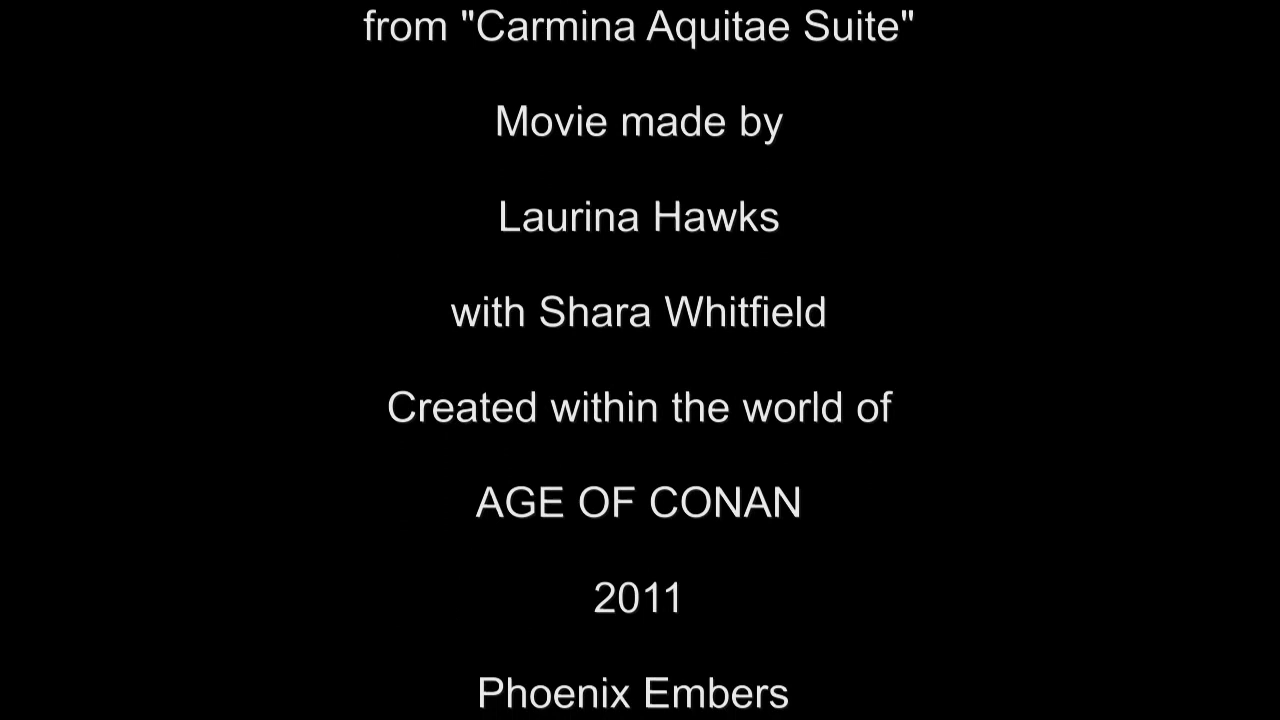 from "Carmina Aquitae Suite"
Movie made by
Laurina Hawks
with Shara Whitfield
Created within the world of
AGE OF CONAN
2011
Phoenix Embers